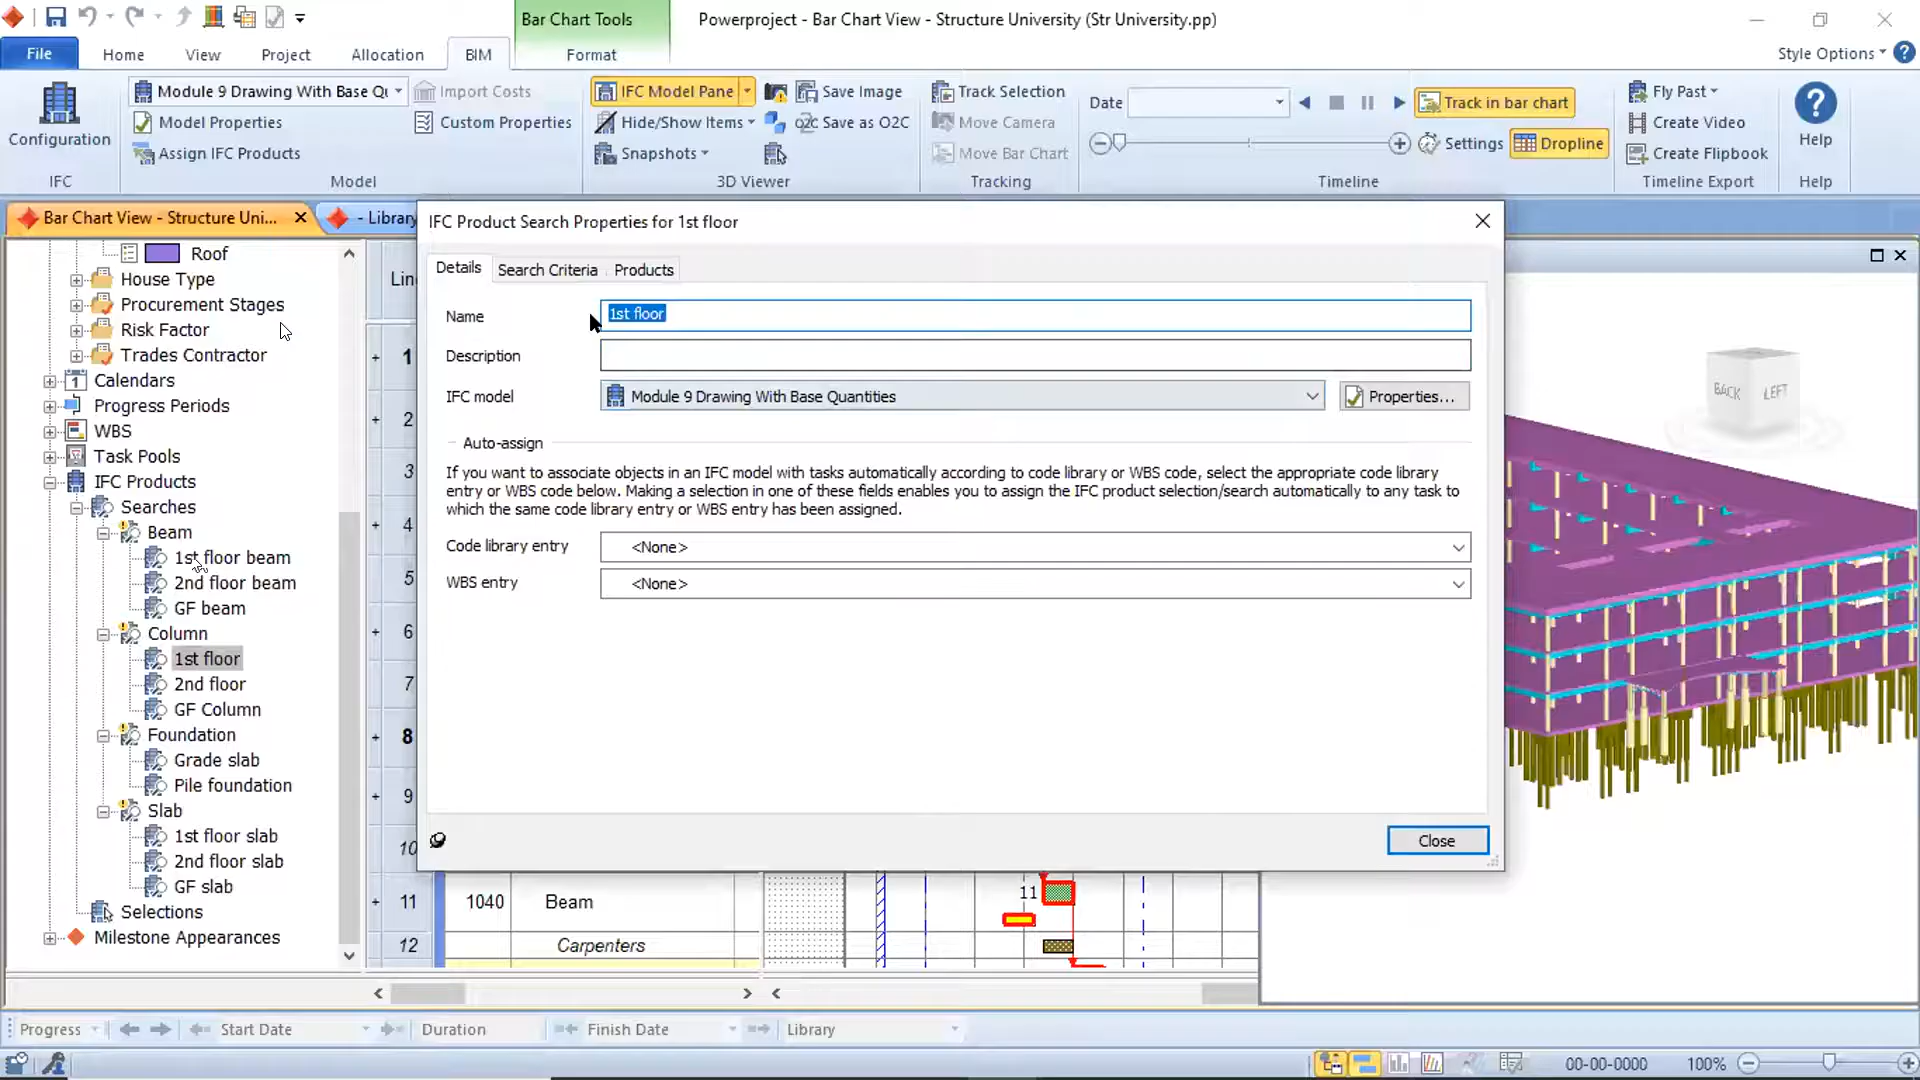 Bar Chart Tools
Powerproject - Bar Chart View - Structure University (Str University.pp)
File
Home
View
Project
Allocation
BIM
Format
Style Options
Configuration
IFC
Module 9 Drawing With Base Qu
Model Properties
Assign IFC Products
Import Costs
Custom Properties
Model
IFC Model Pane
Hide/Show Items
Snapshots
Save Image
O2C Save as O2C
3D Viewer
Track Selection
Move Camera
Move Bar Chart
Tracking
Date
Track in bar chart
Settings
Dropline
Timeline
Fly Past
Create Video
Create Flipbook
Timeline Export
Help
Help
Bar Chart View - Structure Uni...
- Library
Roof
House Type
Procurement Stages
Risk Factor
Trades Contractor
Calendars
Progress Periods
WBS
Task Pools
IFC Products
Searches
Beam
1st floor beam
2nd floor beam
GF beam
Column
1st floor
2nd floor
GF Column
Foundation
Grade slab
Pile foundation
Slab
1st floor slab
2nd floor slab
GF slab
Selections
Milestone Appearances
Lin
1
2
3
4
5
6
7
8
9
10
11 1040 Beam
12 Carpenters
11
IFC Product Search Properties for 1st floor
Details
Search Criteria
Products
Name
1st floor
Description
IFC model
Module 9 Drawing With Base Quantities
Properties...
Auto-assign
If you want to associate objects in an IFC model with tasks automatically according to code library or WBS code, select the appropriate code library
entry or WBS code below. Making a selection in one of these fields enables you to assign the IFC product selection/search automatically to any task to
which the same code library entry or WBS entry has been assigned.
Code library entry
<None>
WBS entry
<None>
Close
BACK
LEFT
Progress
Start Date
Duration
Finish Date
Library
00-00-0000
100%